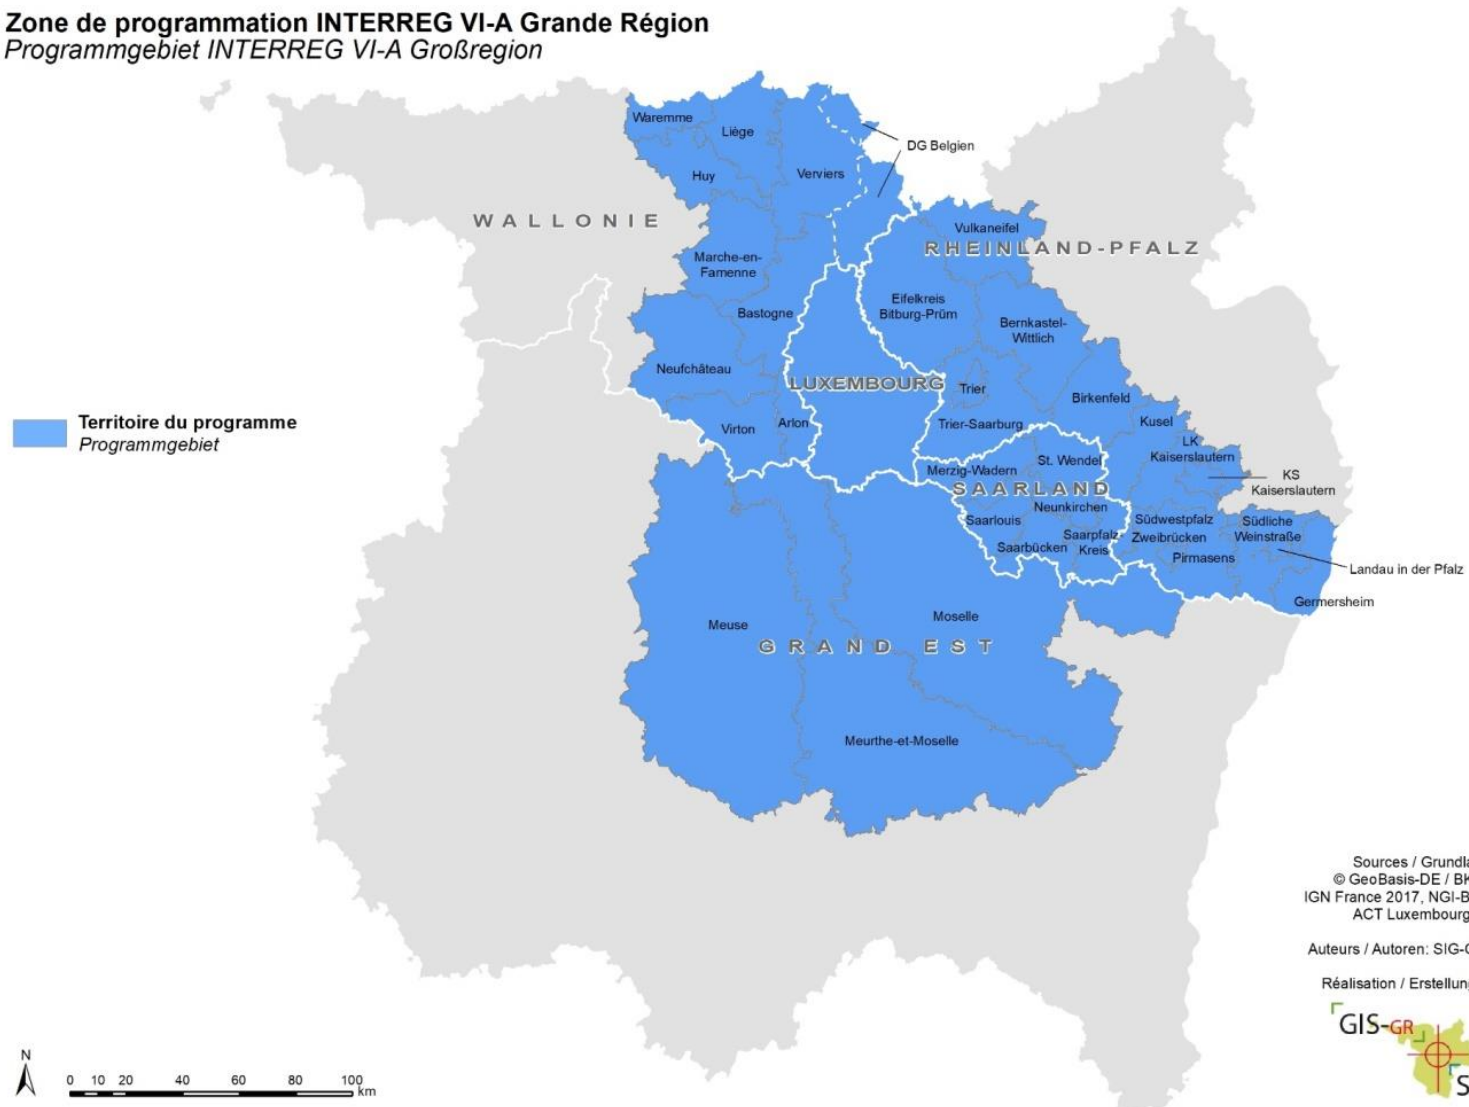 Zone de programmation INTERREG VI-A Grande Région
Programmgebiet INTERREG VI-A Großregion
Waremme
Liège
DG Belgien
Huy
Verviers
WALLONIE
Vulkaneifel
RHEINLAND-PFALZ
Marche-en-
Famenne
Eifelkreis
Bitburg-Prüm
Bastogne
Bernkastel-
Wittlich
Neufchâteau
LUXEMBOURG
Trier
Birkenfeld
Territoire du programme
Programmgebiet
Virton
Arlon
Trier-Saarburg
Kusel
LK
Kaiserslautern
Merzig-Wadern
St. Wendel
KS
Kaiserslautern
SAARLAND
Neunkirchen
Saarlouis
Saarbücken
Saarpfalz-
Kreis
Südwestpfalz
Zweibrücken
Pirmasens
Südliche
Weinstraße
Landau in der Pfalz
Germersheim
Meuse
Moselle
GRAND EST
Meurthe-et-Moselle
Sources / Grundla
© GeoBasis-DE / BK
IGN France 2017, NGI-B
ACT Luxembourg
Auteurs / Autoren: SIG-G
Réalisation / Erstellun
GIS-GR
S
N
0 10 20 40 60 80 100
km